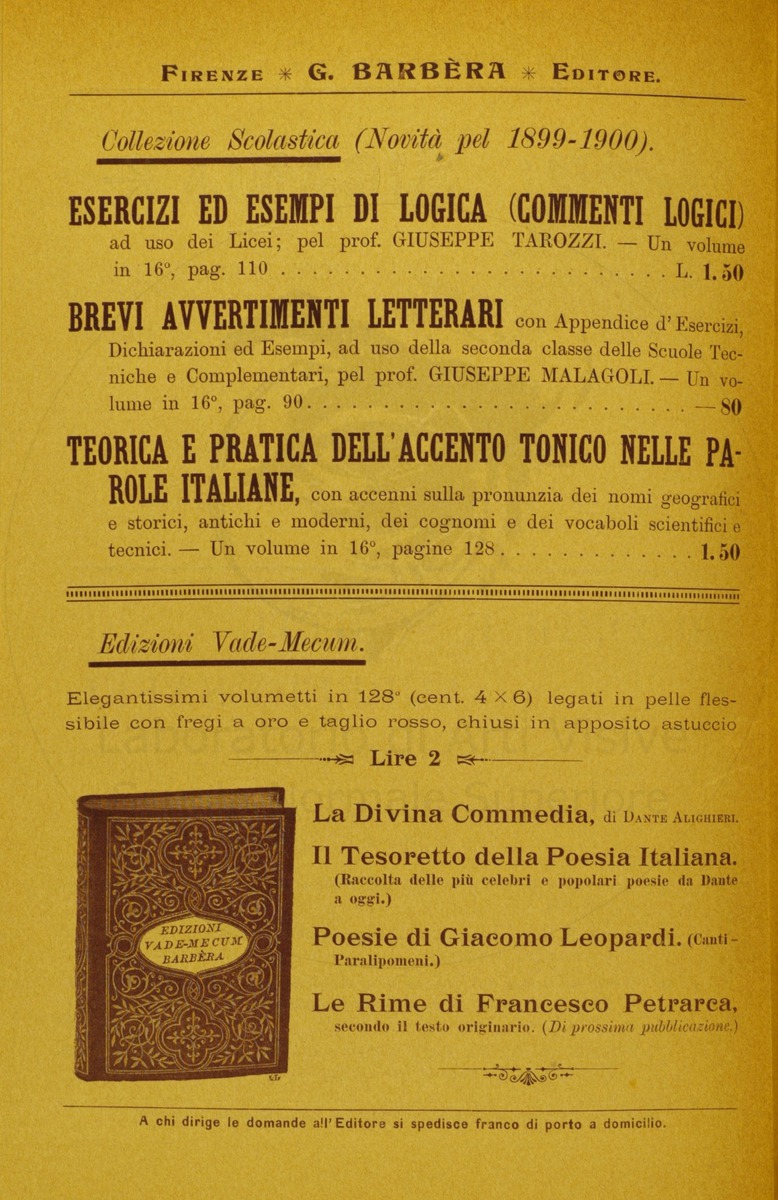 FIRENZE * G. BARBÈRA * EDITORE.
Collezione Scolastica (Novità pel 1899-1900).
ESERCIZI ED ESEMPI DI LOGICA (COMMENTI LOGICI)
ad uso dei Licei; pel prof. GIUSEPPE TAROZZI. — Un volume
in 16°, pag. 110 . . . . . . . . . . . . . . . . . . . . . . . . . . L. 1.50
BREVI AVVERTIMENTI LETTERARI con Appendice d'Esercizi,
Dichiarazioni ed Esempi, ad uso della seconda classe delle Scuole Tec-
niche e Complementari, pel prof. GIUSEPPE MALAGOLI. — Un vo-
lume in 16°, pag. 90. . . . . . . . . . . . . . . . . . . . . . . . . — 80
TEORICA E PRATICA DELL'ACCENTO TONICO NELLE PA-
ROLE ITALIANE, con accenni sulla pronunzia dei nomi geografici
e storici, antichi e moderni, dei cognomi e dei vocaboli scientifici e
tecnici. — Un volume in 16°, pagine 128 . . . . . . . . . . . . . 1.50
Edizioni Vade-Mecum.
Elegantissimi volumetti in 128° (cent. 4 × 6) legati in pelle fles-
sibile con fregi a oro e taglio rosso, chiusi in apposito astuccio
Lire 2
La Divina Commedia, di DANTE ALIGHIERI.
Il Tesoretto della Poesia Italiana.
(Raccolta delle più celebri e popolari poesie da Dante
a oggi.)
Poesie di Giacomo Leopardi. (Canti -
Paralipomeni.)
Le Rime di Francesco Petrarca,
secondo il testo originario. (Di prossima pubblicazione.)
EDIZIONI
VADE-MECUM
BARBÈRA
A chi dirige le domande all'Editore si spedisce franco di porto a domicilio.